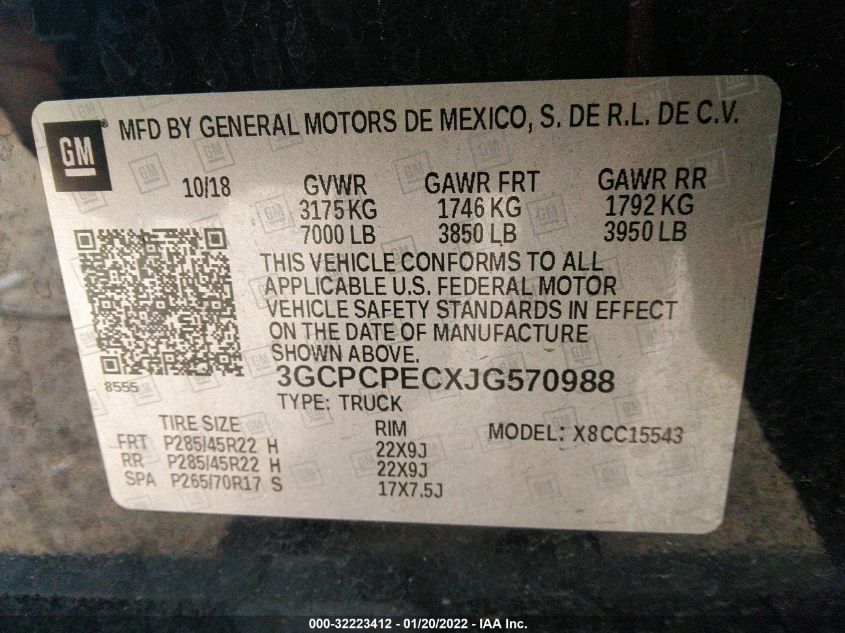 GM® MFD BY GENERAL MOTORS DE MEXICO, S. DE R.L. DE C.V.
10/18 GVWR GAWR FRT GAWR RR
3175 KG 1746 KG 1792 KG
7000 LB 3850 LB 3950 LB
THIS VEHICLE CONFORMS TO ALL
APPLICABLE U.S. FEDERAL MOTOR
VEHICLE SAFETY STANDARDS IN EFFECT
ON THE DATE OF MANUFACTURE
SHOWN ABOVE.
8555
3GCPCPECXJG570988
TYPE: TRUCK
TIRE SIZE RIM MODEL: X8CC15543
FRT P285/45R22 H 22X9J
RR P285/45R22 H 22X9J
SPA P265/70R17 S 17X7.5J
000-32223412 - 01/20/2022 - IAA Inc.